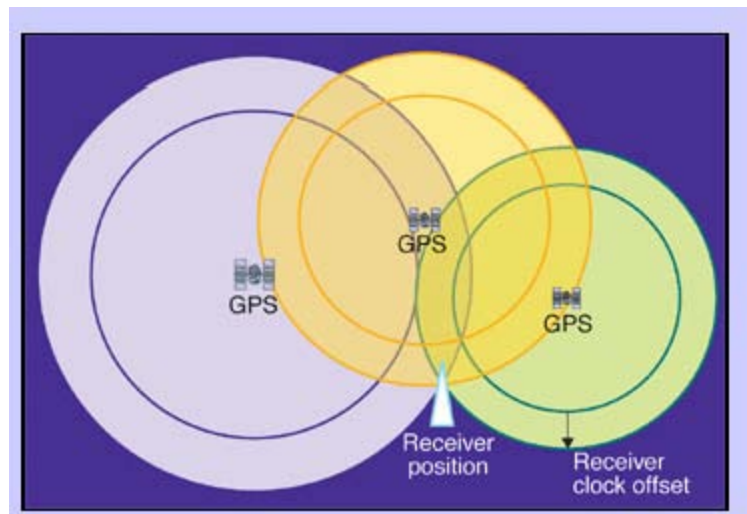 GPS
GPS
GPS
Receiver
position
Receiver
clock offset